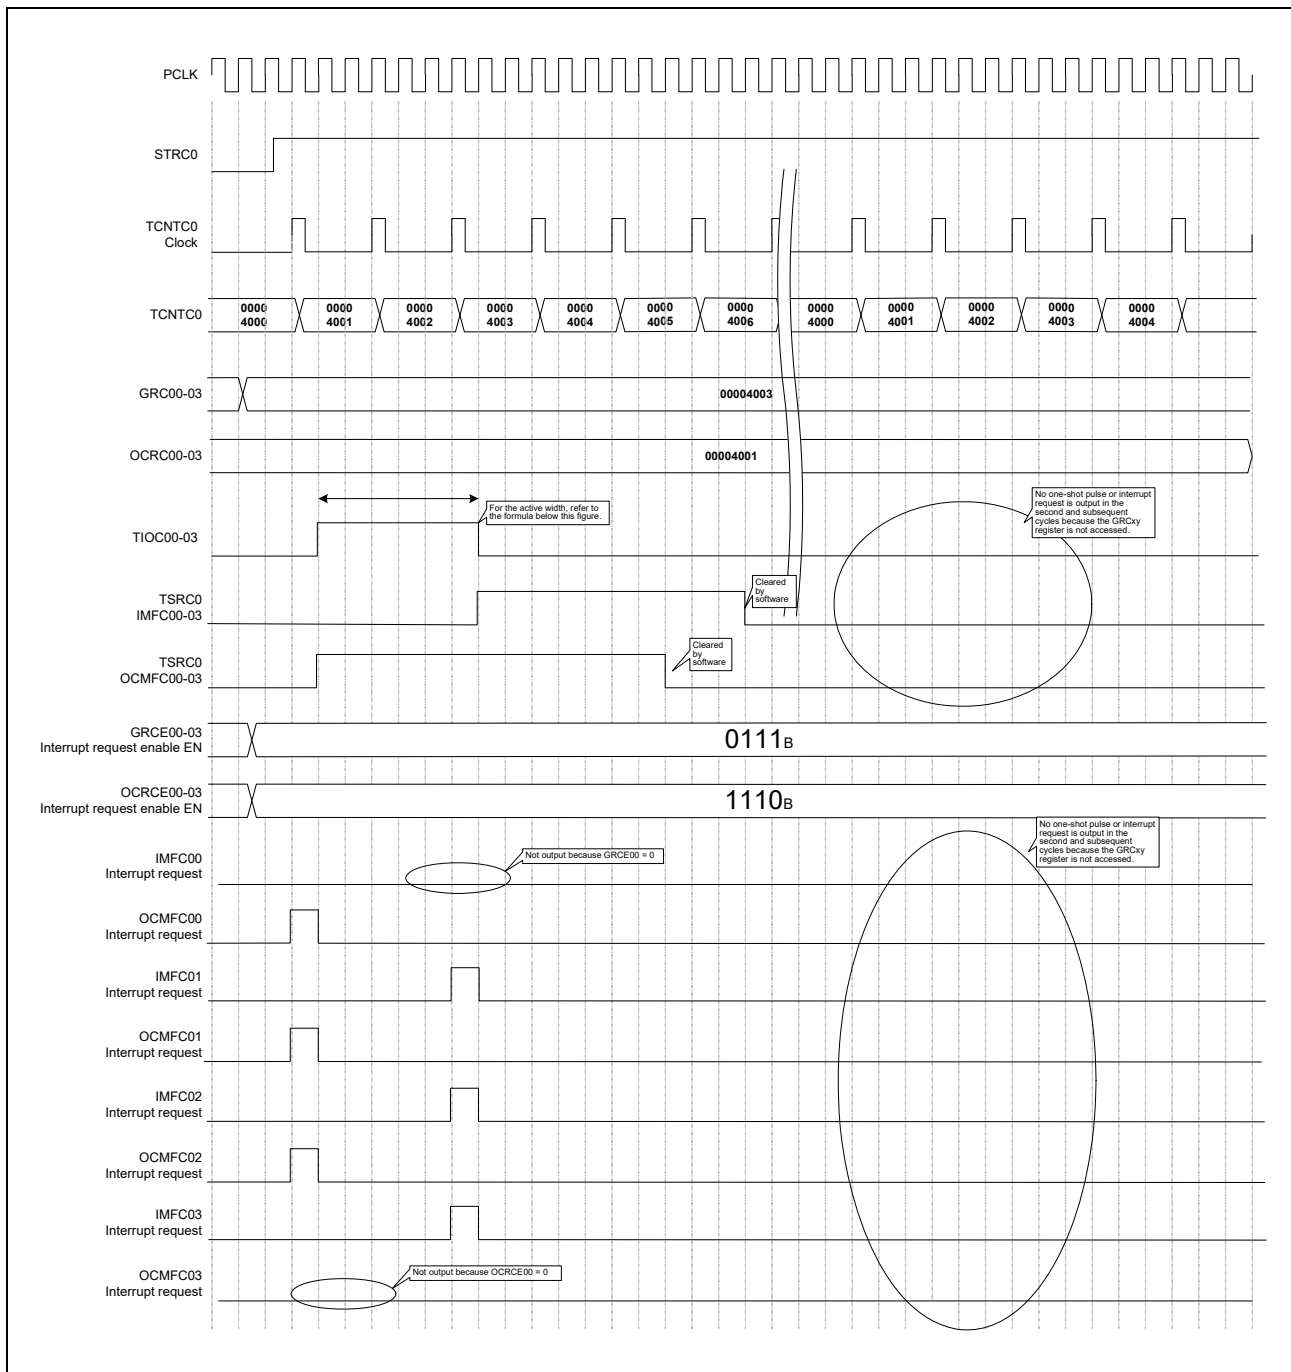 PCLK
STRC0
TCNTC0
Clock
TCNTC0
0000
4000
0000
4001
0000
4002
0000
4003
0000
4004
0000
4005
0000
4006
0000
4000
0000
4001
0000
4002
0000
4003
0000
4004
GRC00-03
00004003
OCRC00-03
00004001
No one-shot pulse or interrupt
request is output in the
second and subsequent
cycles because the GRCxy
register is not accessed.
For the active width, refer to
the formula below this figure.
TIOC00-03
Cleared
by
software
TSRC0
IMFC00-03
Cleared
by
software
TSRC0
OCMFC00-03
GRCE00-03
Interrupt request enable EN
0111B
OCRCE00-03
Interrupt request enable EN
1110B
No one-shot pulse or interrupt
request is output in the
second and subsequent
cycles because the GRCxy
register is not accessed.
IMFC00
Interrupt request
Not output because GRCE00 = 0
OCMFC00
Interrupt request
IMFC01
Interrupt request
OCMFC01
Interrupt request
IMFC02
Interrupt request
OCMFC02
Interrupt request
IMFC03
Interrupt request
OCMFC03
Interrupt request
Not output because OCRCE00 = 0